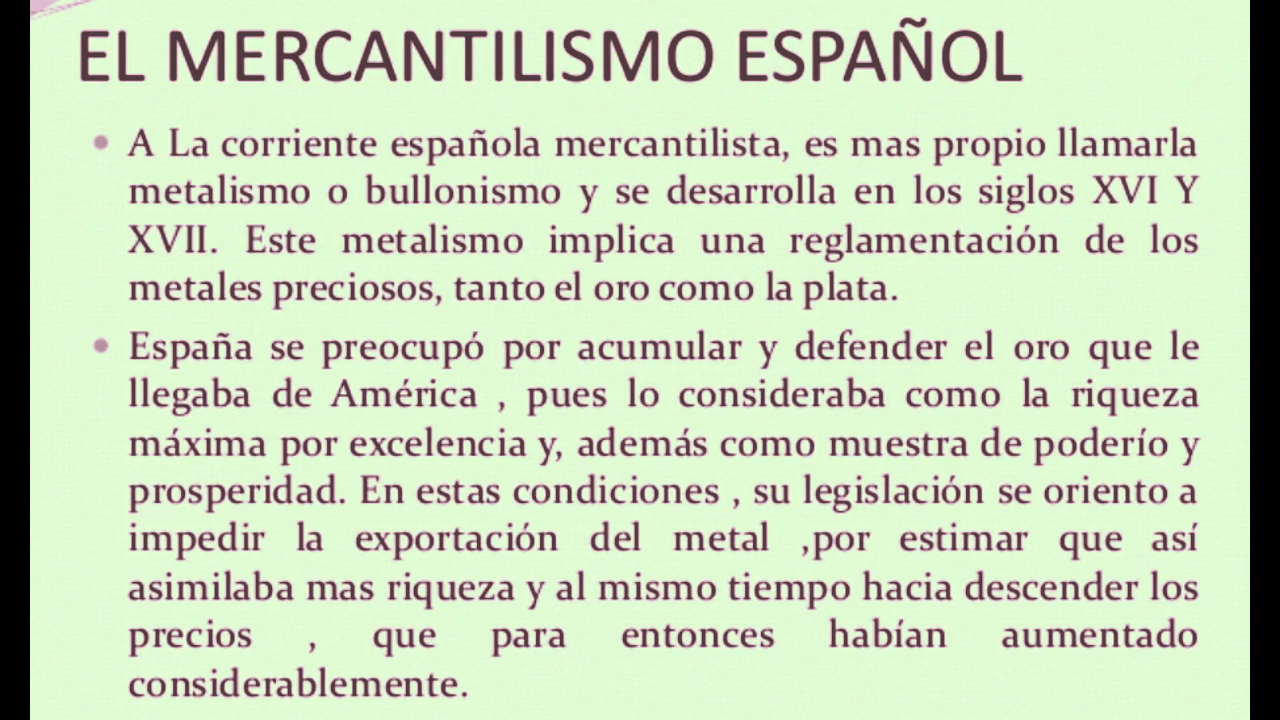 EL MERCANTILISMO ESPAÑOL
A La corriente española mercantilista, es mas propio llamarla
metalismo o bullonismo y se desarrolla en los siglos XVI Y
XVII. Este metalismo implica una reglamentación de los
metales preciosos, tanto el oro como la plata.
España se preocupó por acumular y defender el oro que le
llegaba de América , pues lo consideraba como la riqueza
máxima por excelencia y, además como muestra de poderío y
prosperidad. En estas condiciones , su legislación se oriento a
impedir la exportación del metal ,por estimar que así
asimilaba mas riqueza y al mismo tiempo hacia descender los
precios , que para entonces habían aumentado
considerablemente.